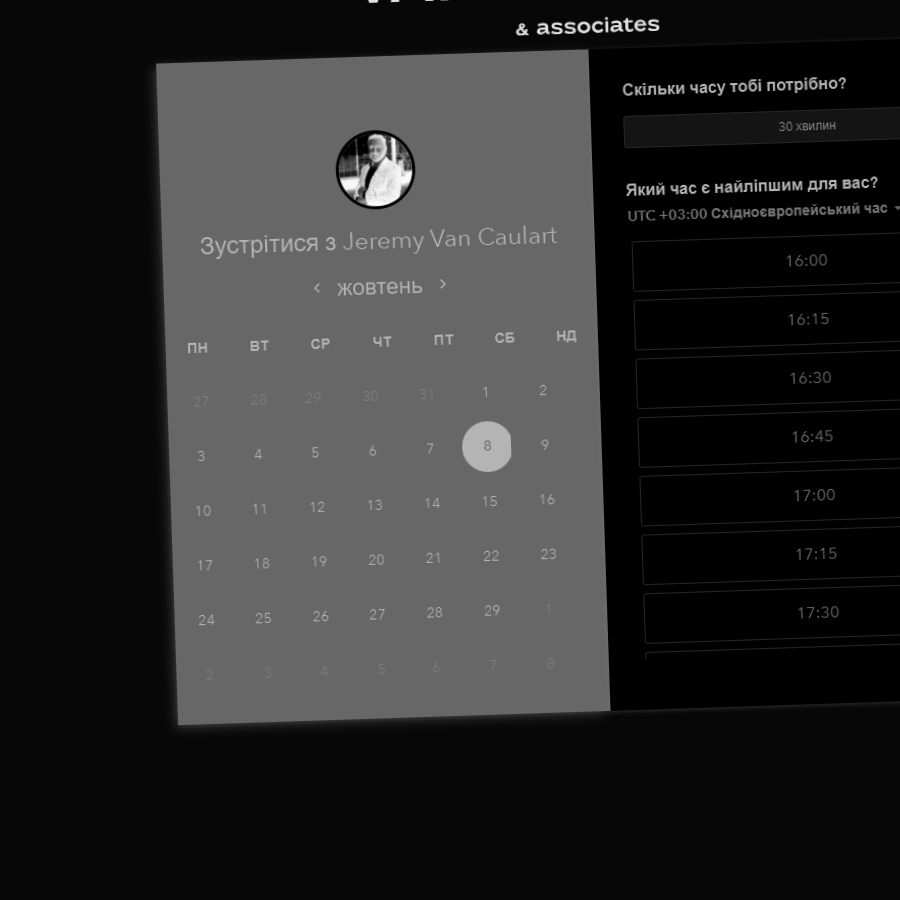 & associates
Зустрітися з Jeremy Van Caulart
жовтень
ПН ВТ СР ЧТ ПТ СБ НД
27 28 29 30 31 1 2
3 4 5 6 7 8 9
10 11 12 13 14 15 16
17 18 19 20 21 22 23
24 25 26 27 28 29 1
2 3 4 5 6 7 8
Скільки часу тобі потрібно?
30 хвилин
Який час є найліпшим для вас?
UTC +03:00 Східноєвропейський час
16:00
16:15
16:30
16:45
17:00
17:15
17:30